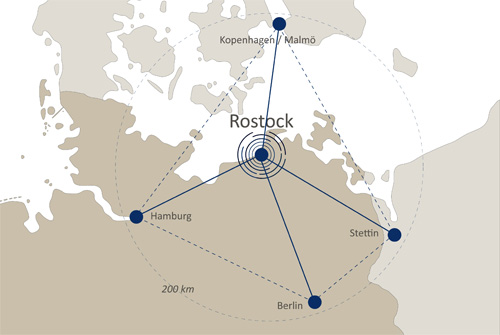 Kopenhagen / Malmö
Rostock
Hamburg
Stettin
200 km
Berlin